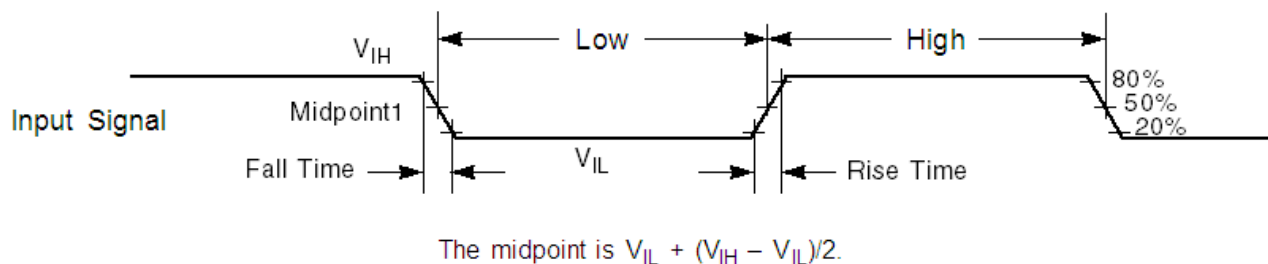 Low High
V_IH
80%
Input Signal Midpoint1 50%
20%
Fall Time V_IL Rise Time
The midpoint is V_IL + (V_IH – V_IL)/2.